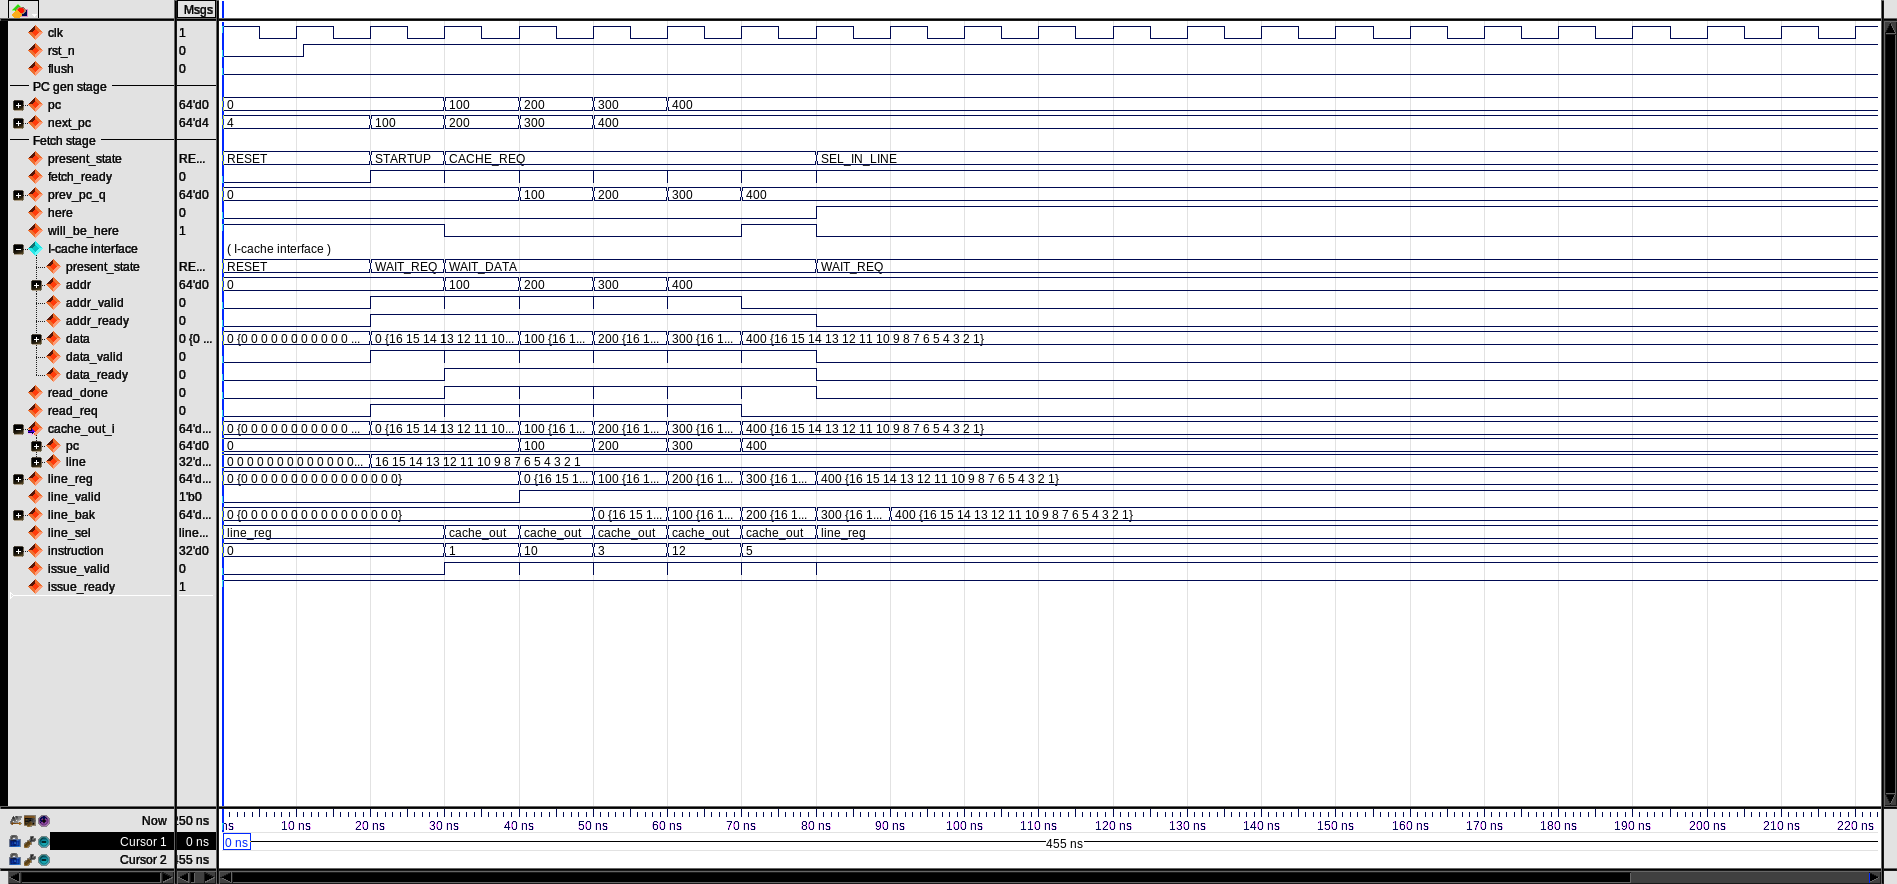 Msgs
clk 1
rst_n 0
flush 0
PC gen stage
pc 64'd0 0 100 200 300 400
next_pc 64'd4 4 100 200 300 400
Fetch stage
present_state RE... RESET STARTUP CACHE_REQ SEL_IN_LINE
fetch_ready 0
prev_pc_q 64'd0 0 100 200 300 400
here 0
will_be_here 1
I-cache interface ( I-cache interface )
present_state RE... RESET WAIT_REQ WAIT_DATA WAIT_REQ
addr 64'd0 0 100 200 300 400
addr_valid 0
addr_ready 0
data 0 {0 ... 0 {0 0 0 0 0 0 0 0 0 0 0 ... 0 {16 15 14 13 12 11 10... 100 {16 1... 200 {16 1... 300 {16 1... 400 {16 15 14 13 12 11 10 9 8 7 6 5 4 3 2 1}
data_valid 0
data_ready 0
read_done 0
read_req 0
cache_out_i 64'd... 0 {0 0 0 0 0 0 0 0 0 0 0 ... 0 {16 15 14 13 12 11 10... 100 {16 1... 200 {16 1... 300 {16 1... 400 {16 15 14 13 12 11 10 9 8 7 6 5 4 3 2 1}
pc 64'd0 0 100 200 300 400
line 32'd... 0 0 0 0 0 0 0 0 0 0 0 0 0... 16 15 14 13 12 11 10 9 8 7 6 5 4 3 2 1
line_reg 64'd... 0 {0 0 0 0 0 0 0 0 0 0 0 0 0 0 0 0} 0 {16 15 1... 100 {16 1... 200 {16 1... 300 {16 1... 400 {16 15 14 13 12 11 10 9 8 7 6 5 4 3 2 1}
line_valid 1'b0
line_bak 64'd... 0 {0 0 0 0 0 0 0 0 0 0 0 0 0 0 0 0} 0 {16 15 1... 100 {16 1... 200 {16 1... 300 {16 1... 400 {16 15 14 13 12 11 10 9 8 7 6 5 4 3 2 1}
line_sel line... line_reg cache_out cache_out cache_out cache_out cache_out line_reg
instruction 32'd0 0 1 10 3 12 5
issue_valid 0
issue_ready 1
Now 50 ns ns 10 ns 20 ns 30 ns 40 ns 50 ns 60 ns 70 ns 80 ns 90 ns 100 ns 110 ns 120 ns 130 ns 140 ns 150 ns 160 ns 170 ns 180 ns 190 ns 200 ns 210 ns 220 ns
Cursor 1 0 ns 0 ns 455 ns
Cursor 2 55 ns